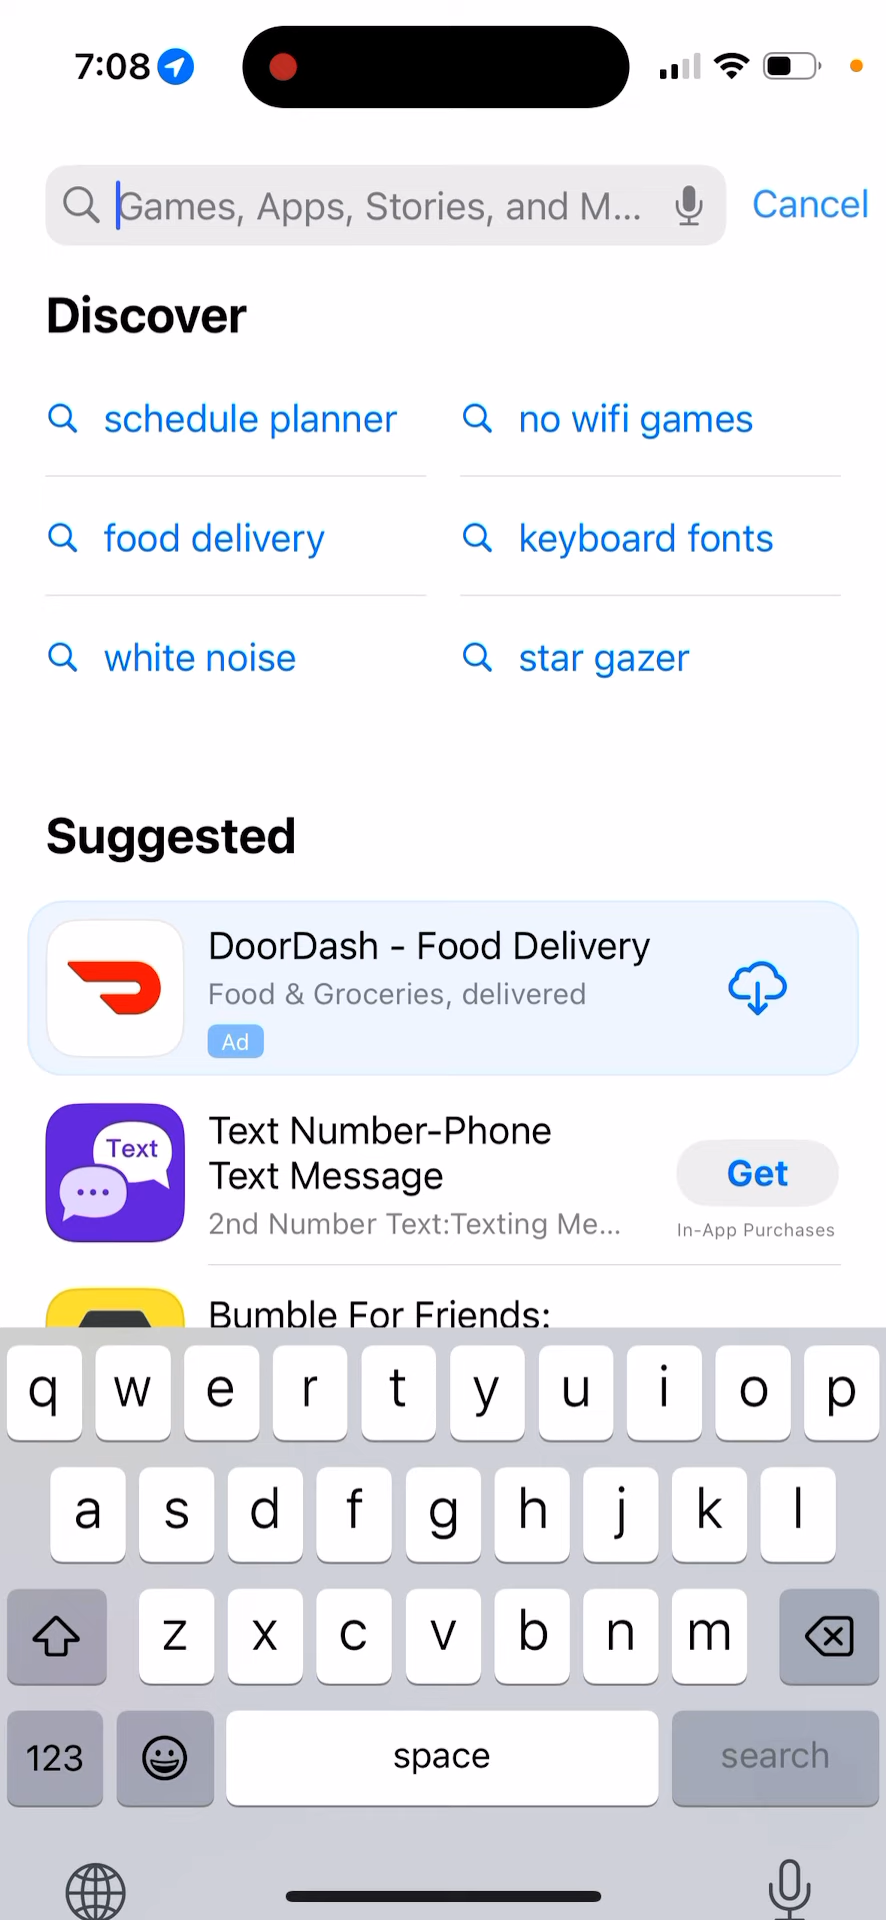 7:08
Games, Apps, Stories, and M...
Cancel
Discover
schedule planner
no wifi games
food delivery
keyboard fonts
white noise
star gazer
Suggested
DoorDash - Food Delivery
Food & Groceries, delivered
Ad
Text
Text Number-Phone
Text Message
2nd Number Text:Texting Me...
Get
In-App Purchases
Bumble For Friends:
q w e r t y u i o p
a s d f g h j k l
z x c v b n m
123
space
search